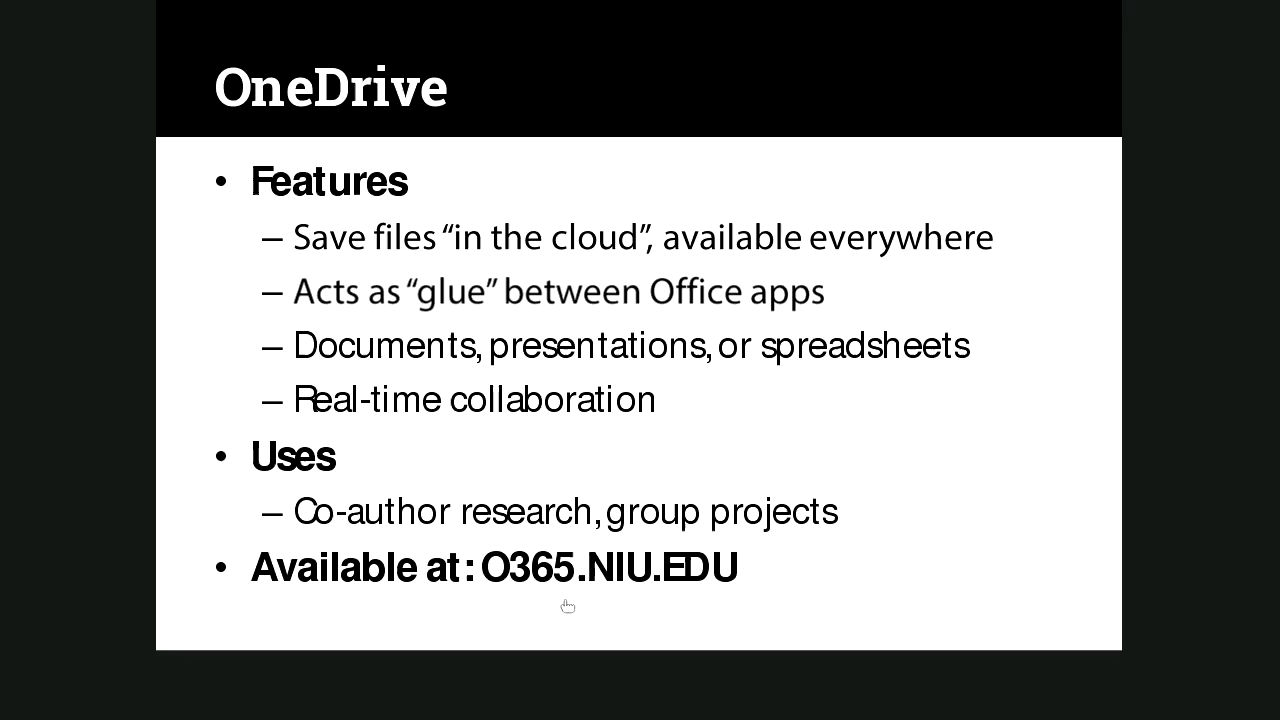 OneDrive
• Features
– Save files “in the cloud”, available everywhere
– Acts as “glue” between Office apps
– Documents, presentations, or spreadsheets
– Real-time collaboration
• Uses
– Co-author research, group projects
• Available at: O365.NIU.EDU